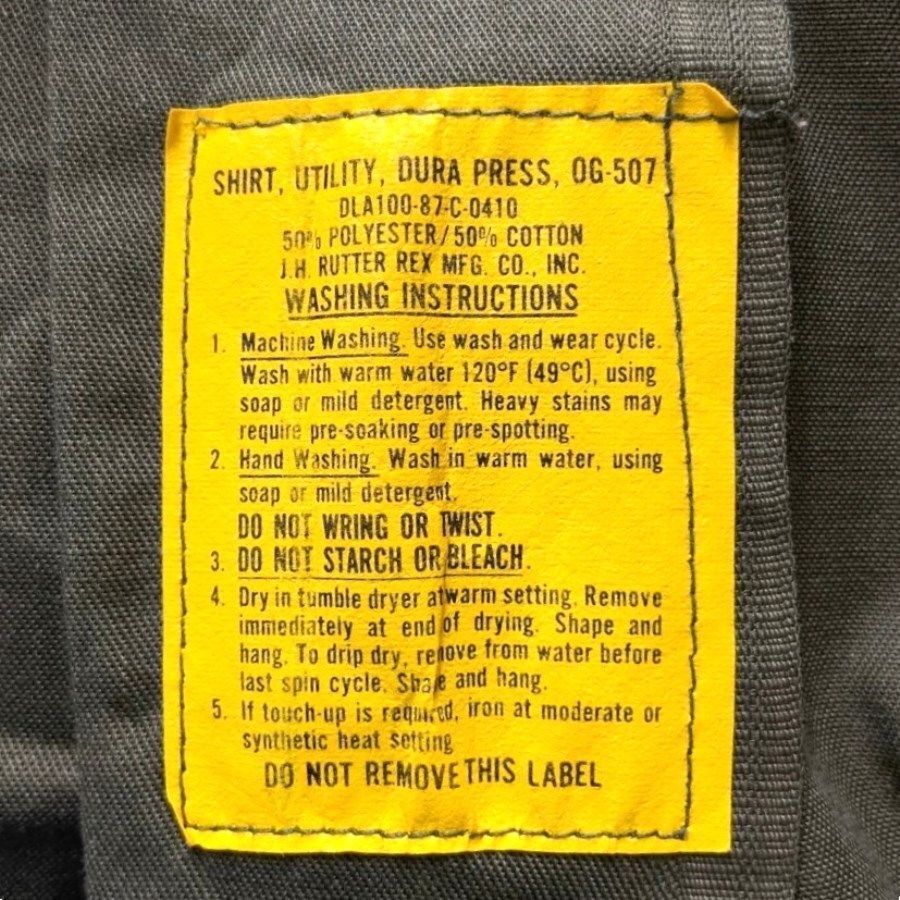 SHIRT, UTILITY, DURA PRESS, OG-507
DLA100-87-C-0410
50% POLYESTER/50% COTTON
J.H. RUTTER REX MFG. CO., INC.
WASHING INSTRUCTIONS
1. Machine Washing. Use wash and wear cycle.
Wash with warm water 120°F (49°C), using
soap or mild detergent. Heavy stains may
require pre-soaking or pre-spotting.
2. Hand Washing. Wash in warm water, using
soap or mild detergent.
DO NOT WRING OR TWIST.
3. DO NOT STARCH OR BLEACH.
4. Dry in tumble dryer at warm setting. Remove
immediately at end of drying. Shape and
hang. To drip dry, remove from water before
last spin cycle. Shape and hang.
5. If touch-up is required, iron at moderate or
synthetic heat setting
DO NOT REMOVE THIS LABEL